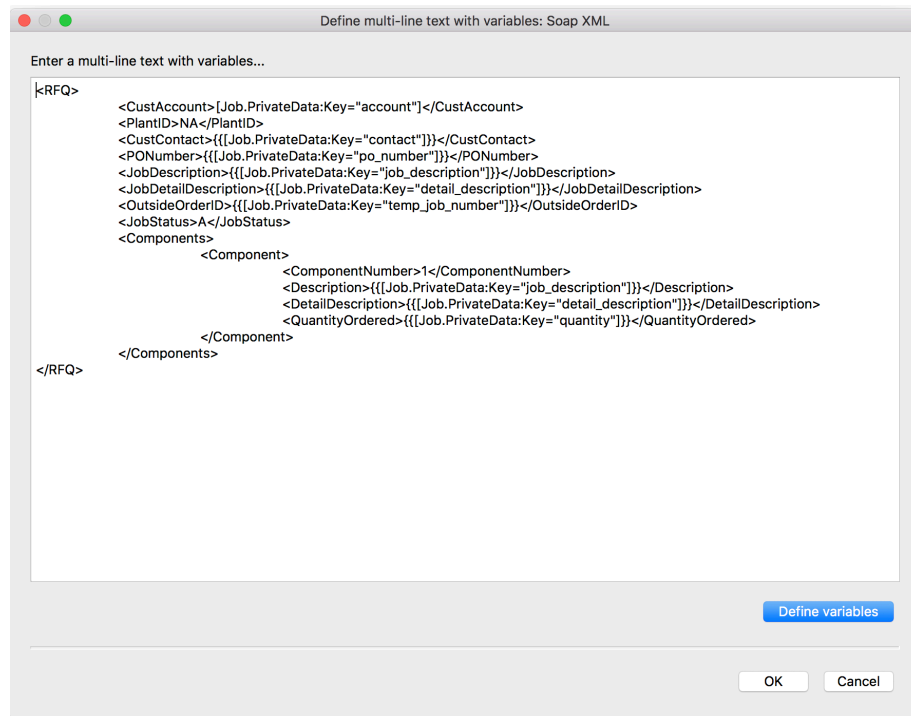 Define multi-line text with variables: Soap XML
Enter a multi-line text with variables...
<RFQ>
<CustAccount>[Job.PrivateData:Key="account"]</CustAccount>
<PlantID>NA</PlantID>
<CustContact>{{[Job.PrivateData:Key="contact"]}}</CustContact>
<PONumber>{{[Job.PrivateData:Key="po_number"]}}</PONumber>
<JobDescription>{{[Job.PrivateData:Key="job_description"]}}</JobDescription>
<JobDetailDescription>{{[Job.PrivateData:Key="detail_description"]}}</JobDetailDescription>
<OutsideOrderID>{{[Job.PrivateData:Key="temp_job_number"]}}</OutsideOrderID>
<JobStatus>A</JobStatus>
<Components>
<Component>
<ComponentNumber>1</ComponentNumber>
<Description>{{[Job.PrivateData:Key="job_description"]}}</Description>
<DetailDescription>{{[Job.PrivateData:Key="detail_description"]}}</DetailDescription>
<QuantityOrdered>{{[Job.PrivateData:Key="quantity"]}}</QuantityOrdered>
</Component>
</Components>
</RFQ>
Define variables
OK Cancel